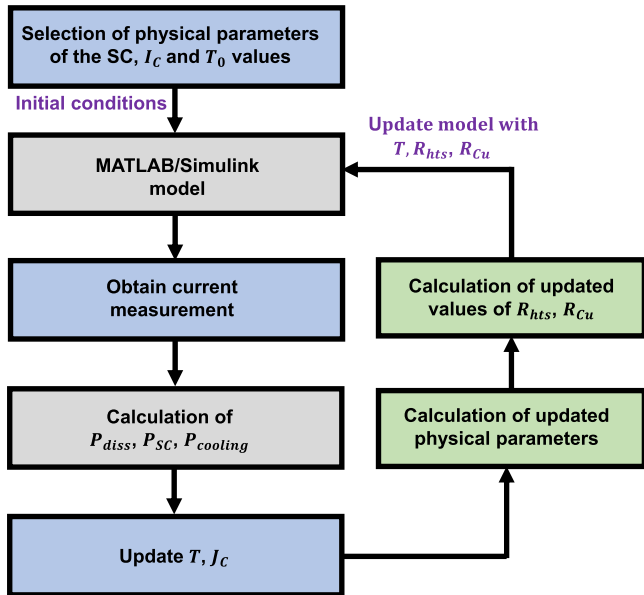 Selection of physical parameters
of the SC, I_C and T_0 values
Initial conditions
MATLAB/Simulink
model
Obtain current
measurement
Calculation of
P_diss, P_SC, P_cooling
Update T, J_C
Update model with
T, R_hts, R_Cu
Calculation of updated
values of R_hts, R_Cu
Calculation of updated
physical parameters